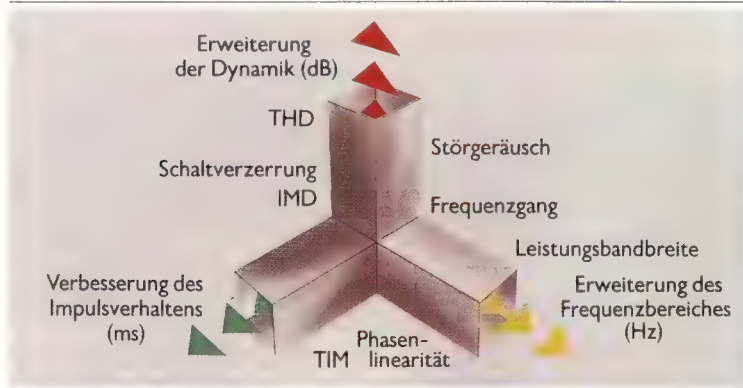 Erweiterung
der Dynamik (dB)
THD
Störgeräusch
Schaltverzerrung
IMD
Frequenzgang
Leistungsbandbreite
Verbesserung des
Impulsverhaltens
(ms)
Erweiterung des
Frequenzbereiches
(Hz)
Phasen-
TIM linearität